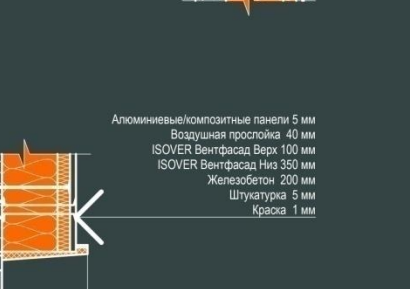 Алюминиевые/композитные панели 5 мм
Воздушная прослойка 40 мм
ISOVER Вентфасад Верх 100 мм
ISOVER Вентфасад Низ 350 мм
Железобетон 200 мм
Штукатурка 5 мм
Краска 1 мм